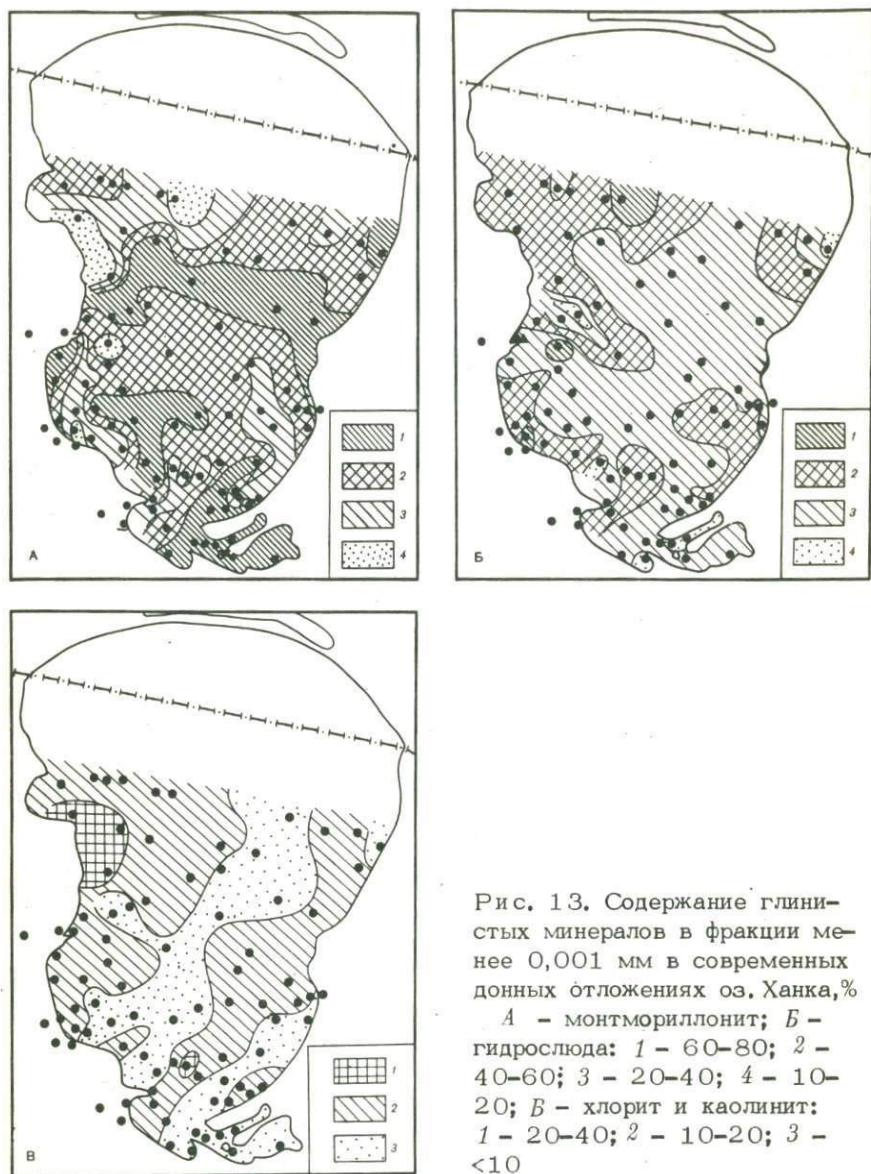 А
1
2
3
4
Б
1
2
3
4
В
1
2
3
Рис. 13. Содержание глини-
стых минералов в фракции ме-
нее 0,001 мм в современных
донных отложениях оз. Ханка,%
А - монтмориллонит; Б -
гидрослюда: 1 - 60-80; 2 -
40-60; 3 - 20-40; 4 - 10-
20; Б - хлорит и каолинит:
1 - 20-40; 2 - 10-20; 3 -
<10